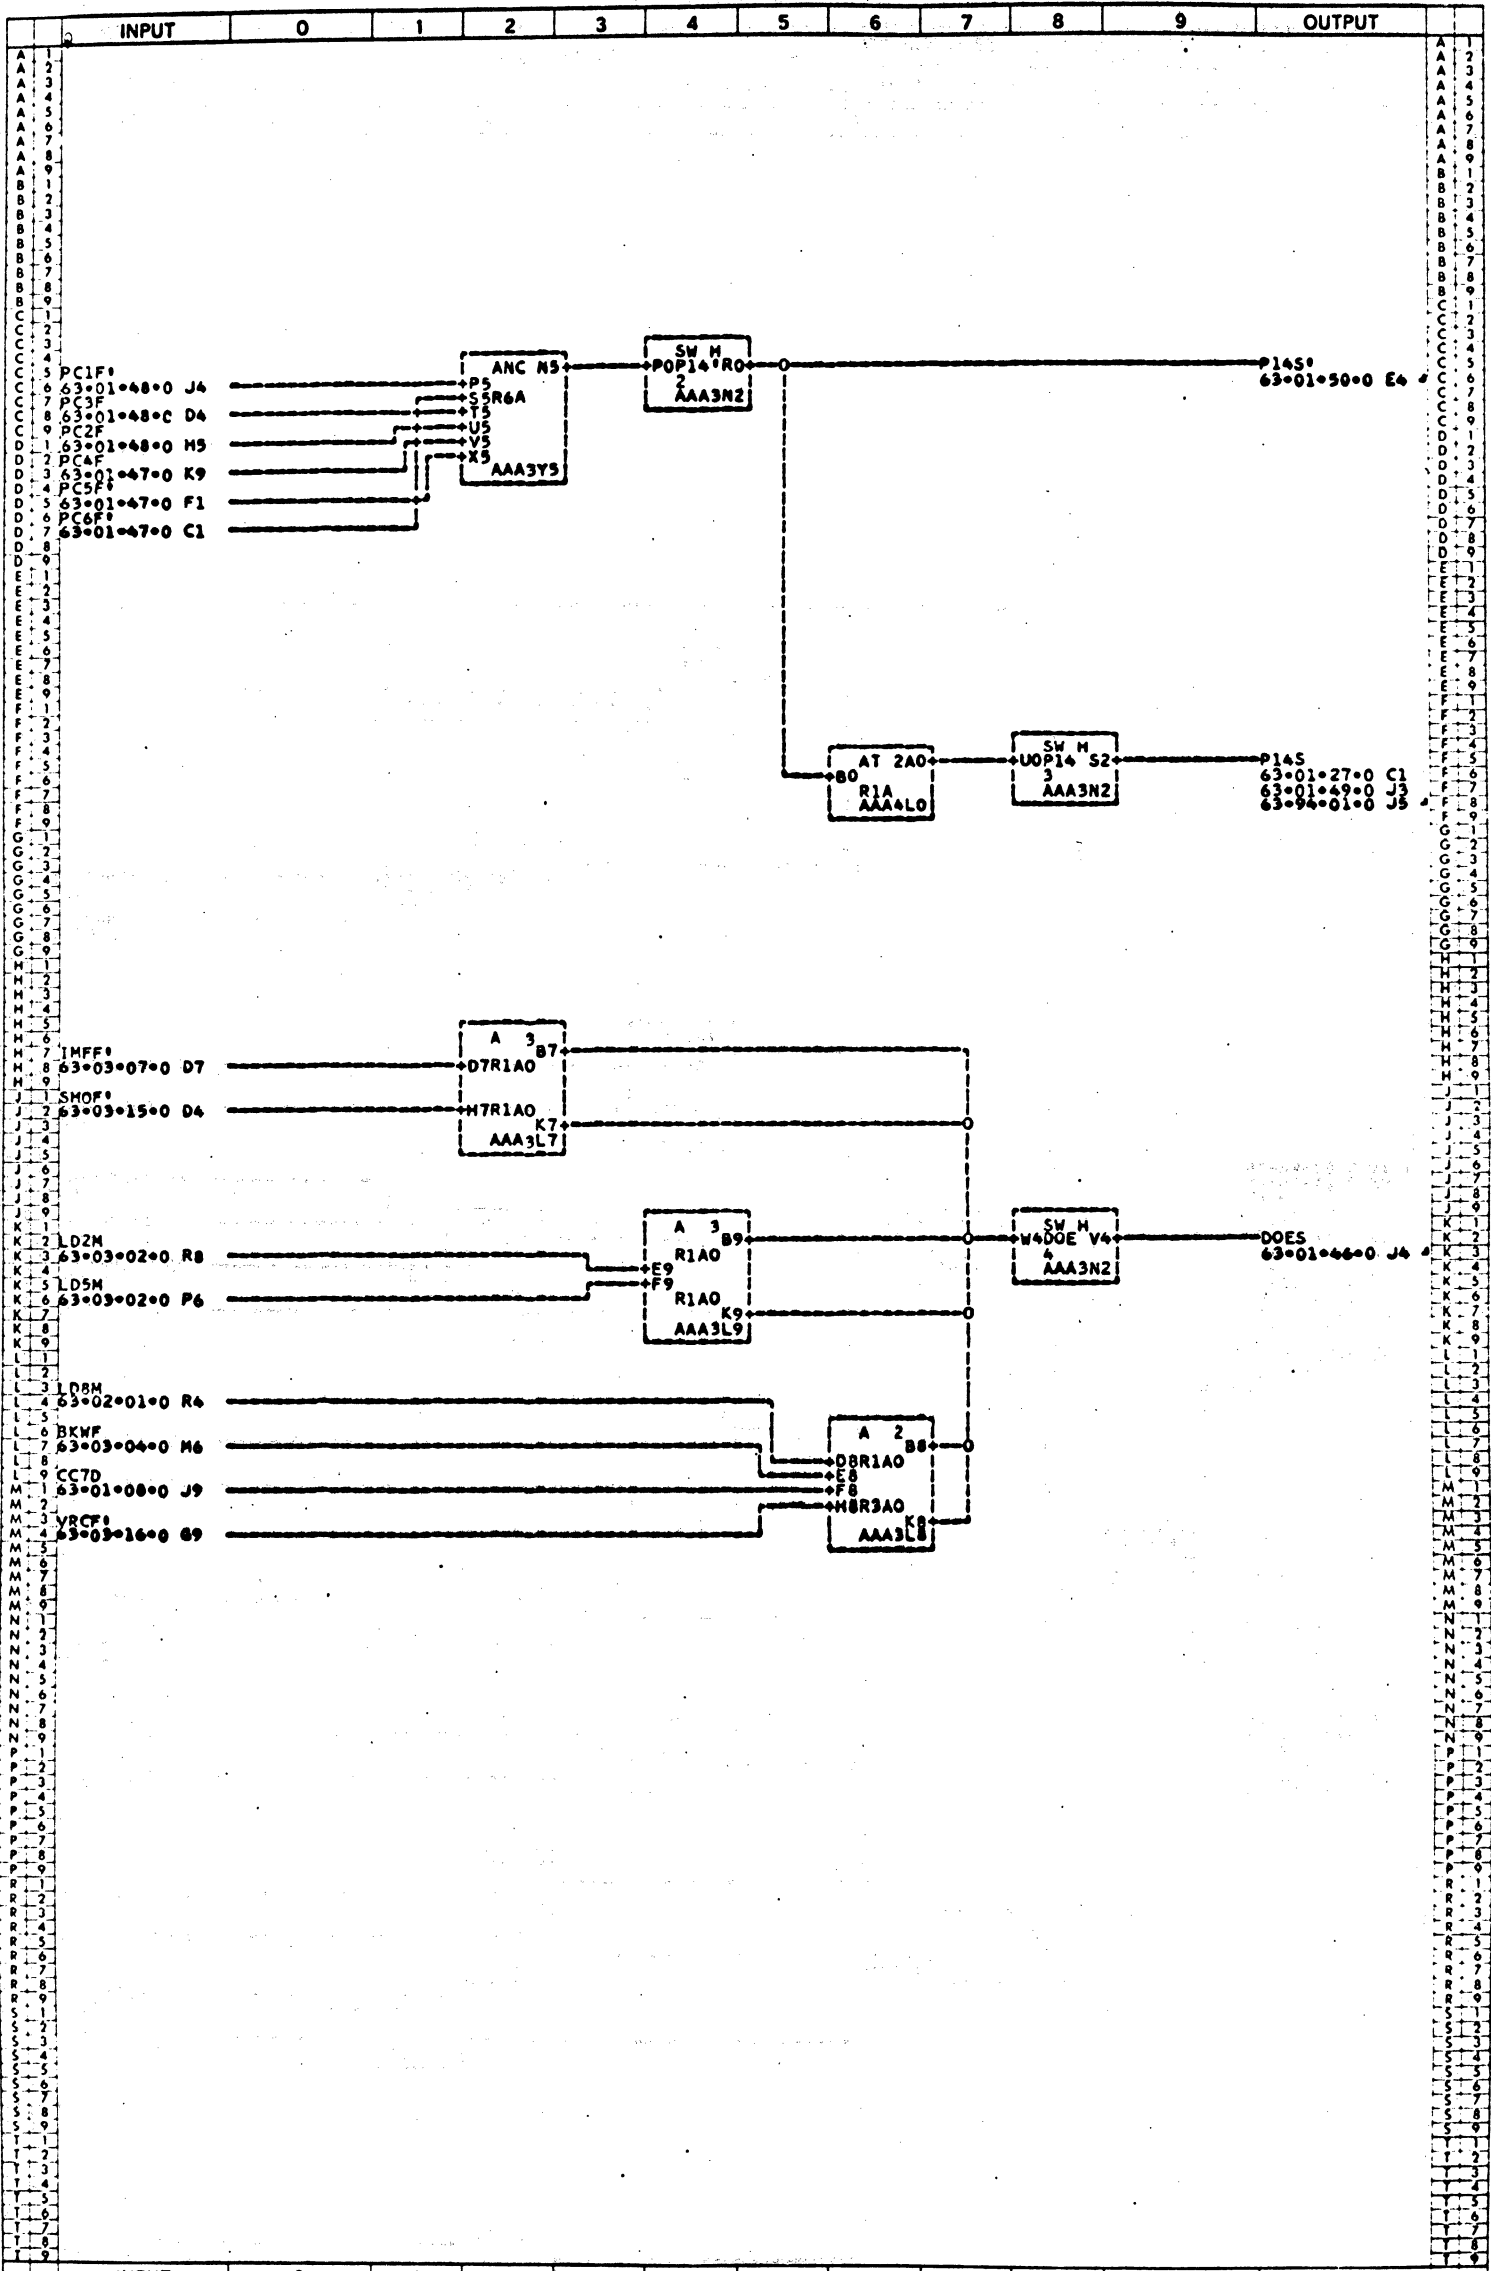 INPUT 0 1 2 3 4 5 6 7 8 9 OUTPUT
PC1F'
63•01•48•0 J4
PC3F
63•01•48•0 D4
PC2F
63•01•48•0 H5
PC4F
63•01•47•0 K9
PC5F'
63•01•47•0 F1
PC6F'
63•01•47•0 C1
ANC N5
P5
S5R6A
T5
U5
V5
X5
AAA3Y5
SW H
P0P14'R0
2
AAA3N2
P14S'
63•01•50•0 E4
AT 2A0
B0
R1A
AAA4L0
SW H
U0P14 S2
3
AAA3N2
P14S
63•01•27•0 C1
63•01•49•0 J3
63•94•01•0 J5
IMFF'
63•03•07•0 D7
SHOF'
63•03•15•0 D4
A 3
B7
D7R1A0
H7R1A0
K7
AAA3L7
LD2M
63•03•02•0 R8
LD5M
63•03•02•0 P6
A 3
B9
R1A0
E9
F9
R1A0
K9
AAA3L9
SW H
W4DOE V4
4
AAA3N2
DOES
63•01•46•0 J4
LD8M
63•02•01•0 R4
BKWF
63•03•04•0 M6
CC7D
63•01•08•0 J9
VRCF'
63•03•16•0 G9
A 2
B8
D8R1A0
E8
F8
H8R3A0
K8
AAA3L8